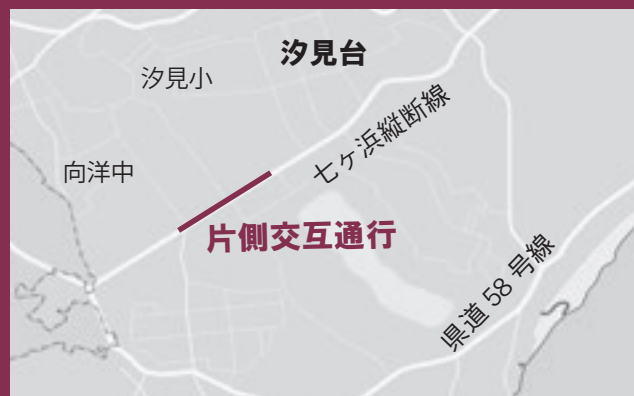 汐見台
汐見小
七ヶ浜縦断線
向洋中
片側交互通行
県道 58 号線